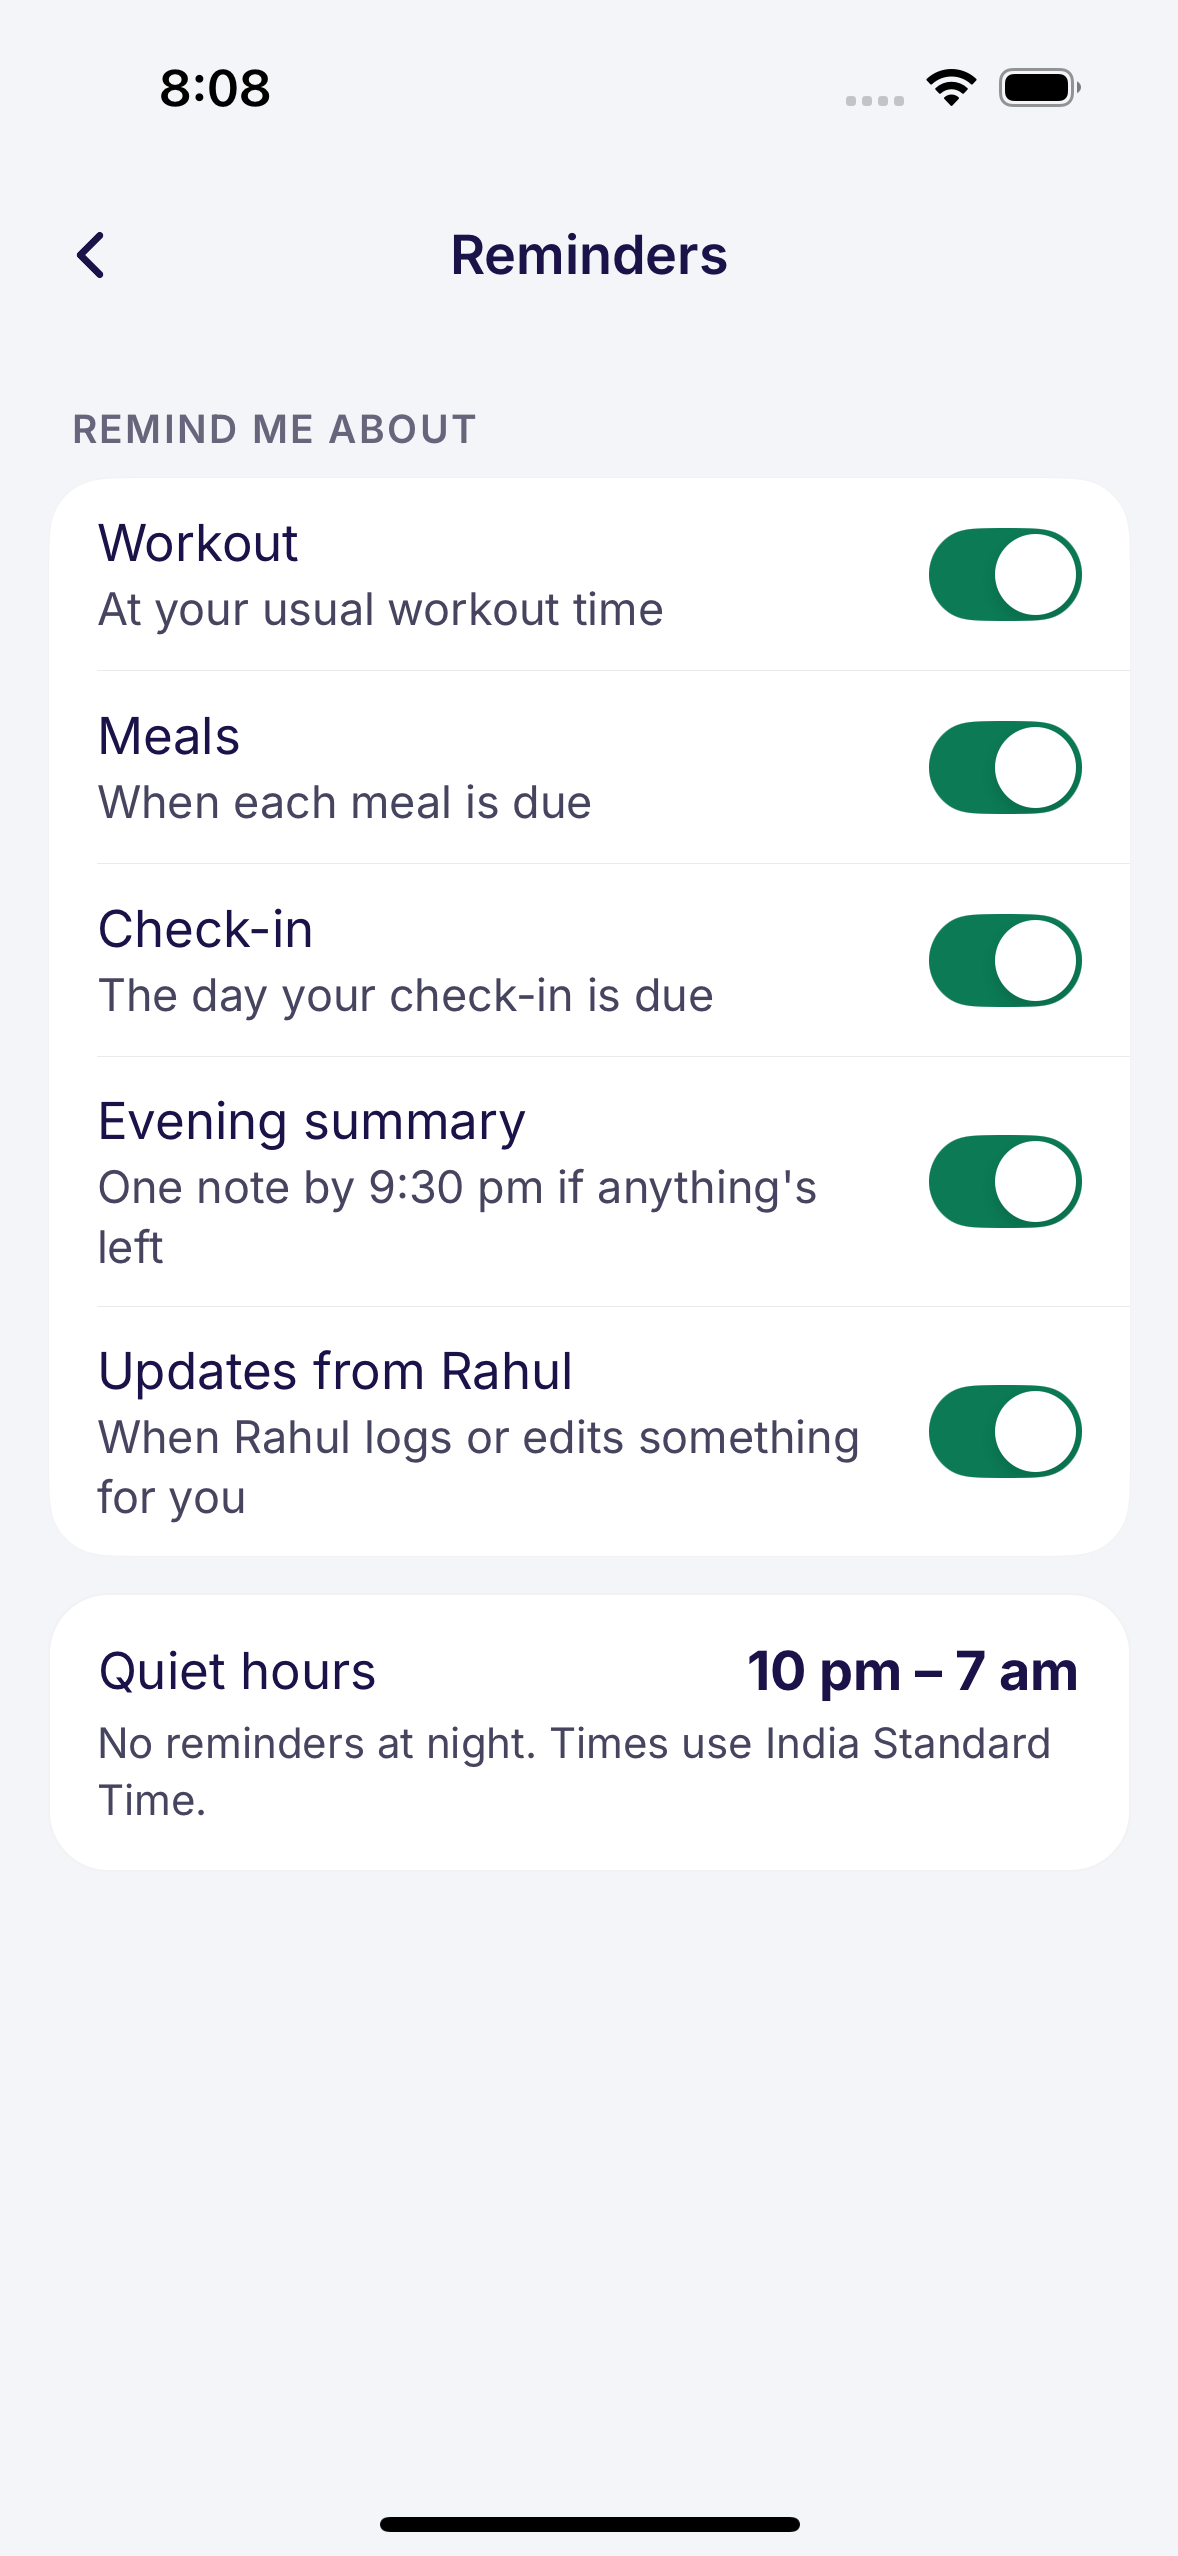 8:08
Reminders
REMIND ME ABOUT
Workout
At your usual workout time
Meals
When each meal is due
Check-in
The day your check-in is due
Evening summary
One note by 9:30 pm if anything's
left
Updates from Rahul
When Rahul logs or edits something
for you
Quiet hours
10 pm – 7 am
No reminders at night. Times use India Standard
Time.